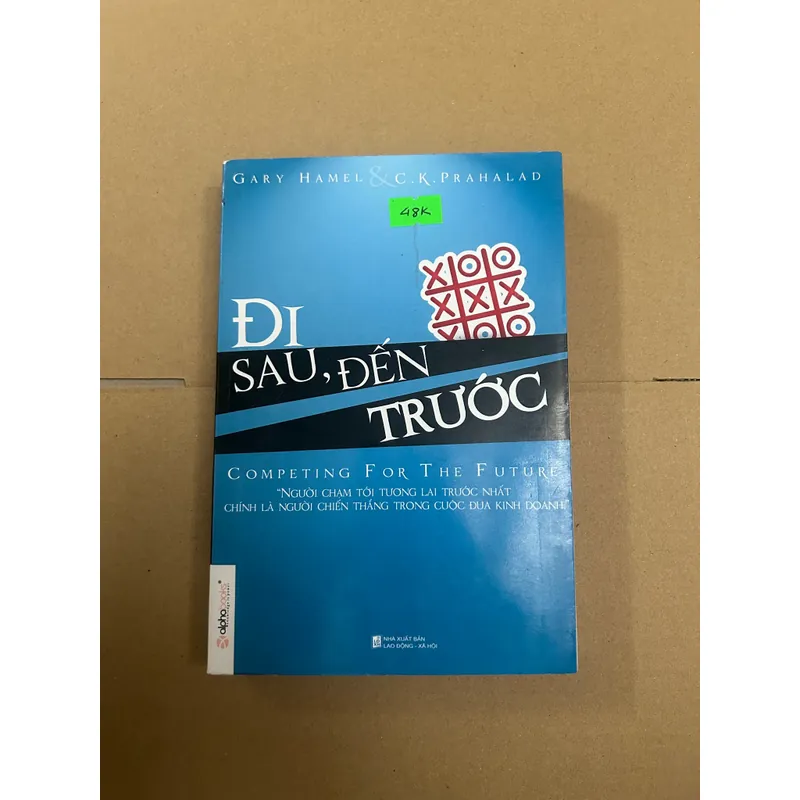 GARY HAMEL & C.K. PRAHALAD
48K
X O O
X X X
X O O
ĐI
SAU, ĐẾN
TRƯỚC
COMPETING FOR THE FUTURE
"NGƯỜI CHẠM TỚI TƯƠNG LAI TRƯỚC NHẤT
CHÍNH LÀ NGƯỜI CHIẾN THẮNG TRONG CUỘC ĐUA KINH DOANH"
alphabooks
NHÀ XUẤT BẢN
LAO ĐỘNG - XÃ HỘI